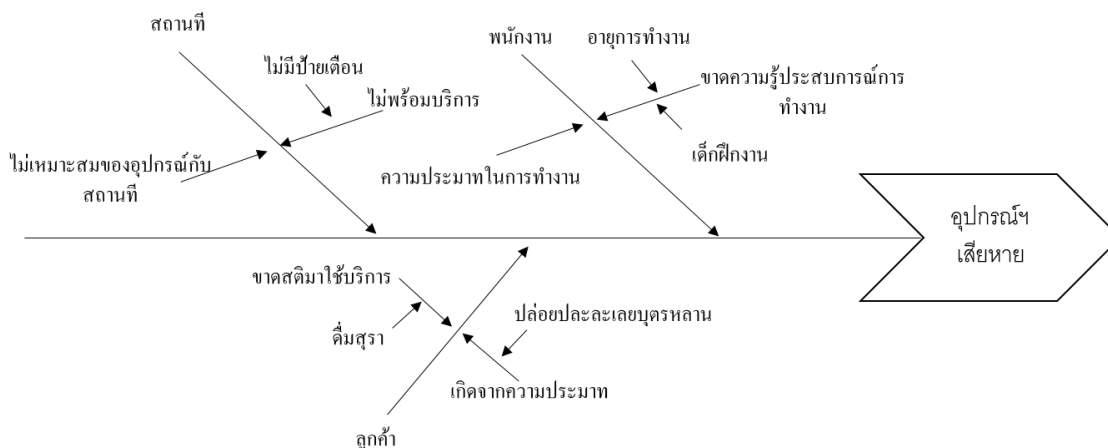 สถานที่
พนักงาน
อายุการทำงาน
ไม่มีป้ายเตือน
ไม่พร้อมบริการ
ขาดความรู้ประสบการณ์การ
ทำงาน
ไม่เหมาะสมของอุปกรณ์กับ
สถานที่
ความประมาทในการทำงาน
เด็กฝึกงาน
อุปกรณ์ฯ
เสียหาย
ขาดสติมาใช้บริการ
ดื่มสุรา
ปล่อยปละละเลยบุตรหลาน
เกิดจากความประมาท
ลูกค้า